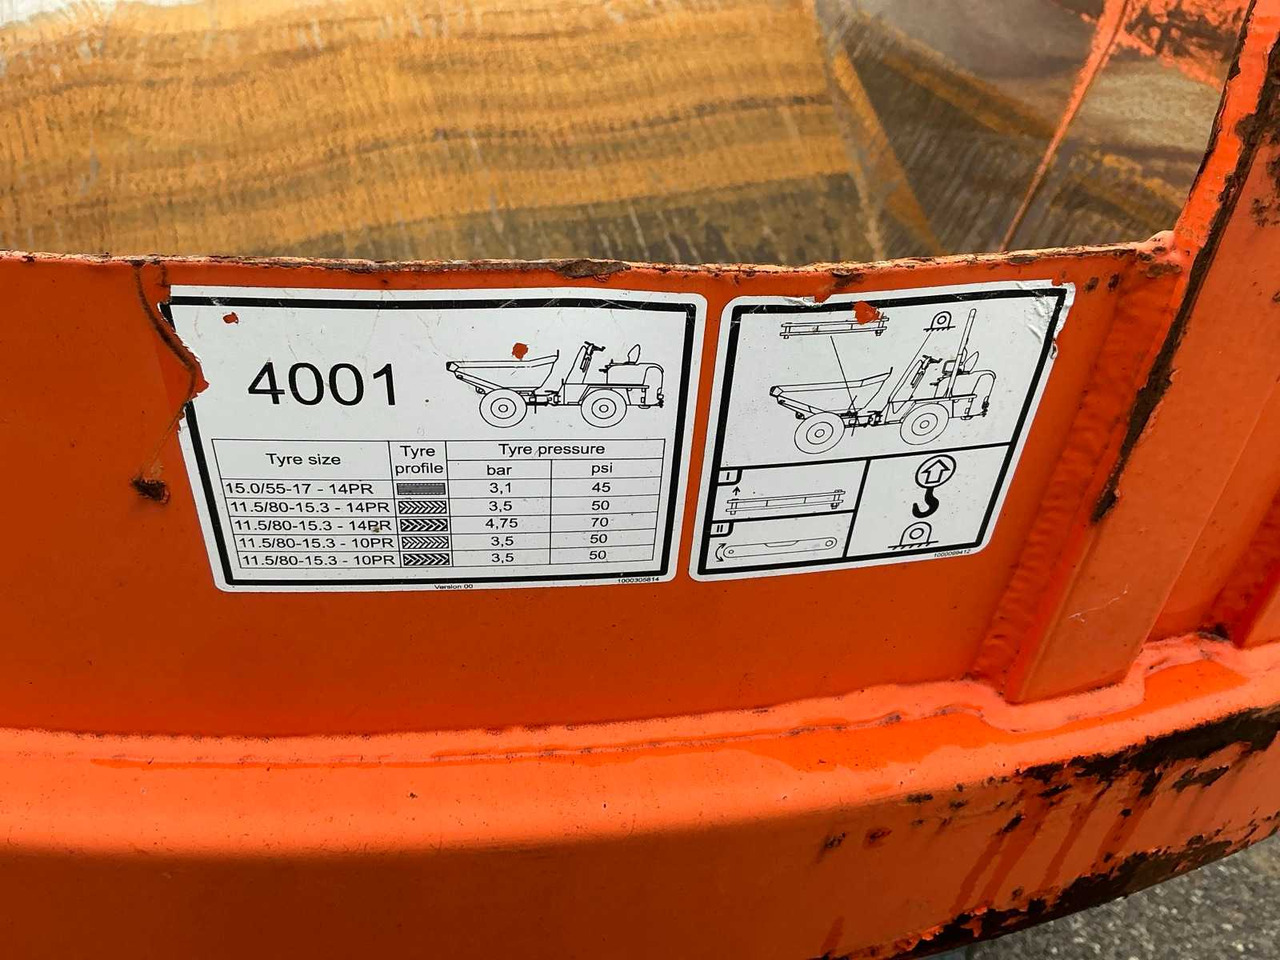 4001
Tyre size Tyre profile Tyre pressure
bar psi
15.0/55-17 - 14PR 3,1 45
11.5/80-15.3 - 14PR 3,5 50
11.5/80-15.3 - 14PR 4,75 70
11.5/80-15.3 - 10PR 3,5 50
11.5/80-15.3 - 10PR 3,5 50
Version 00 1000305814
I
II
1000099412